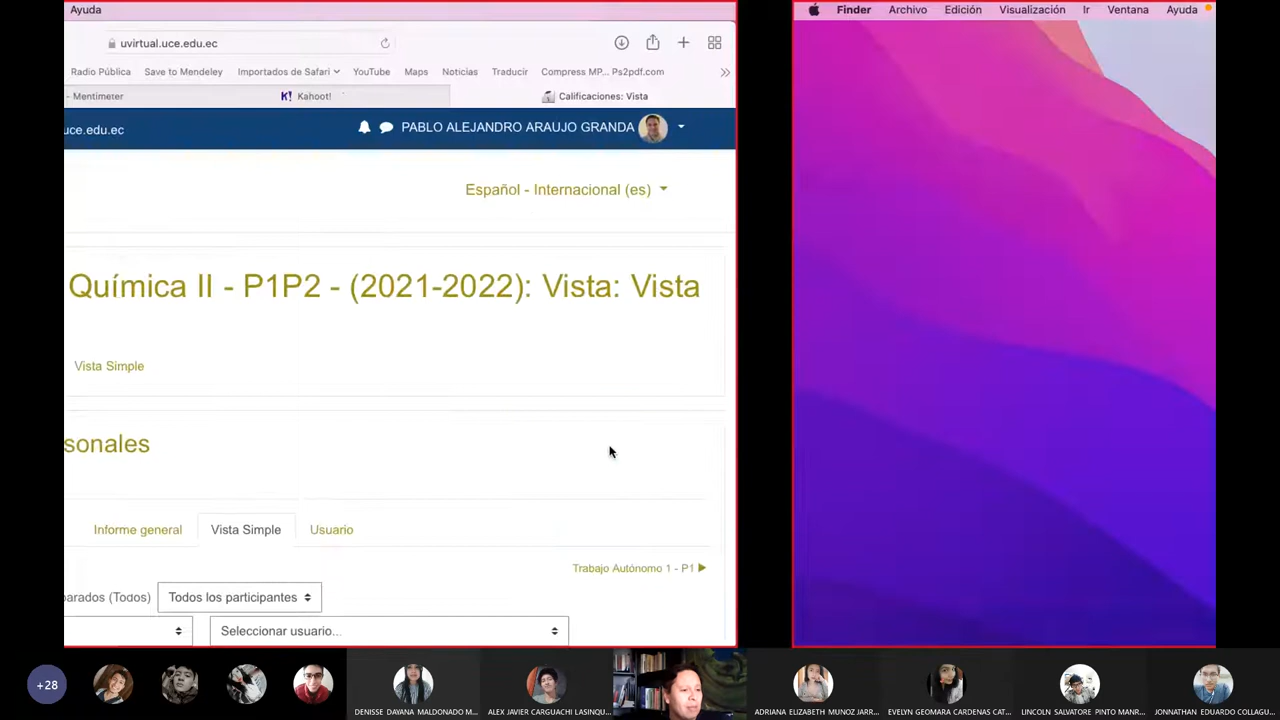 Ayuda
Finder Archivo Edición Visualización Ir Ventana Ayuda
uvirtual.uce.edu.ec
Radio Pública Save to Mendeley Importados de Safari YouTube Maps Noticias Traducir Compress MP... Ps2pdf.com
- Mentimeter K! Kahoot! Calificaciones: Vista
uce.edu.ec PABLO ALEJANDRO ARAUJO GRANDA
Español - Internacional (es)
Química II - P1P2 - (2021-2022): Vista: Vista
Vista Simple
sonales
Informe general Vista Simple Usuario
Trabajo Autónomo 1 - P1
parados (Todos) Todos los participantes
Seleccionar usuario...
+28
DENISSE DAYANA MALDONADO M... ALEX JAVIER CARGUACHI LASINQU... ADRIANA ELIZABETH MUNOZ JARR... EVELYN GEOMARA CARDENAS CAT... LINCOLN SALVATORE PINTO MANR... JONNATHAN EDUARDO COLLAGU...